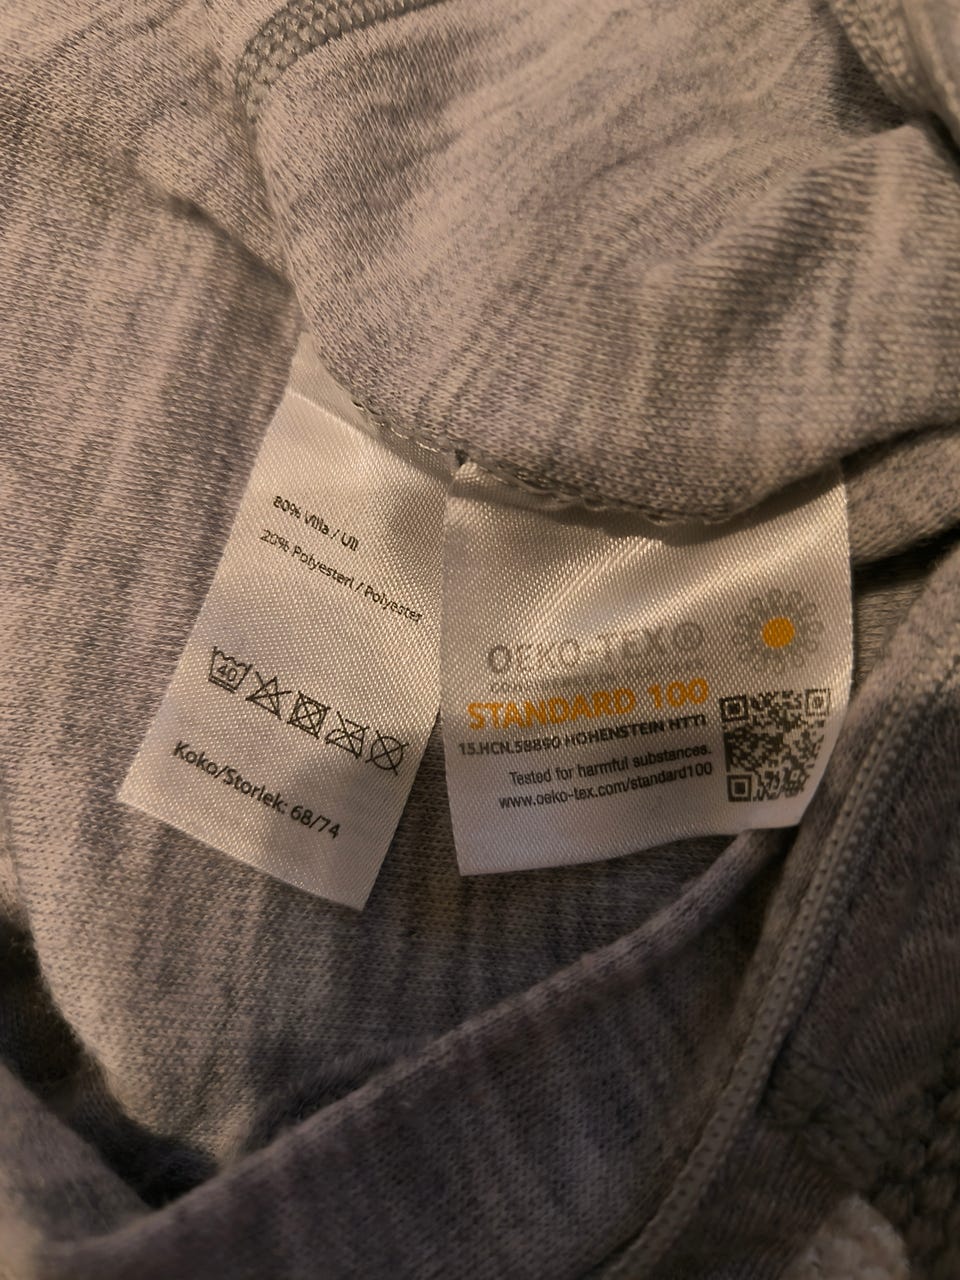 80% Villa / Ull
20% Polyesteri / Polyester
40
Koko/Storlek: 68/74
OEKO-TEX®
STANDARD 100
15.HCN.58890 HOHENSTEIN HTTI
Tested for harmful substances.
www.oeko-tex.com/standard100